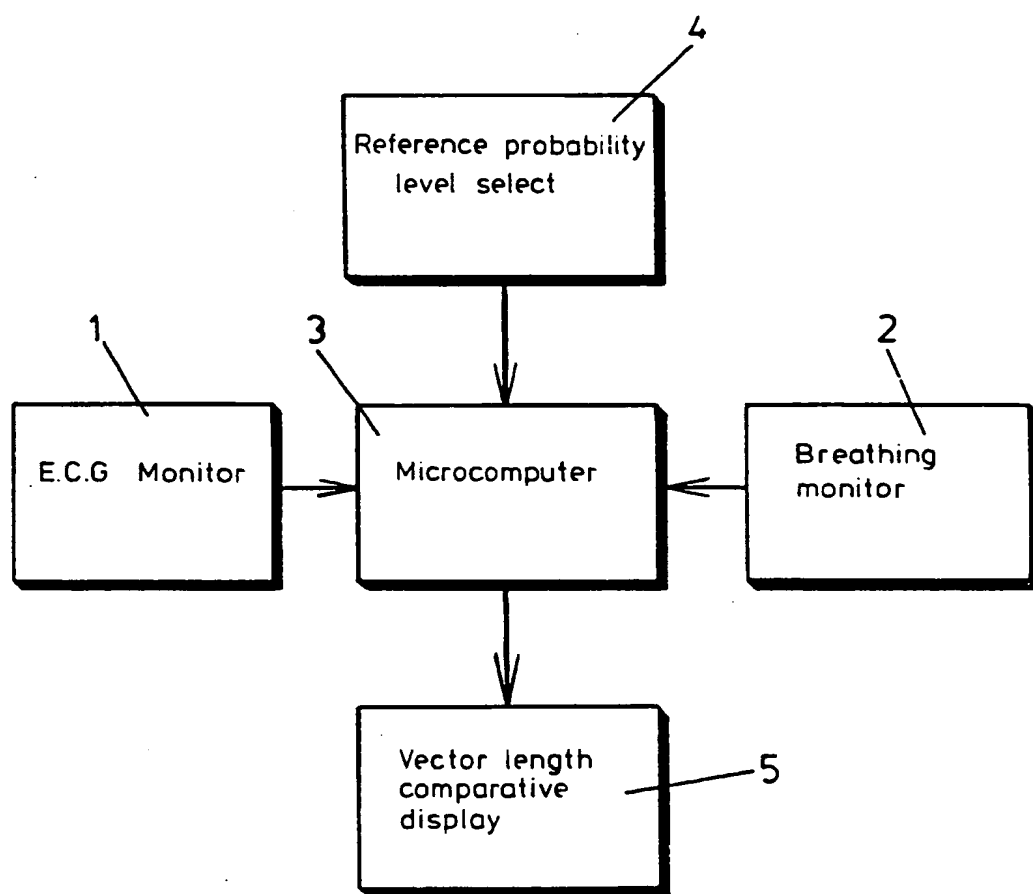 4
Reference probability
level select
1
3
2
E.C.G Monitor
Microcomputer
Breathing
monitor
Vector length
comparative
display
5